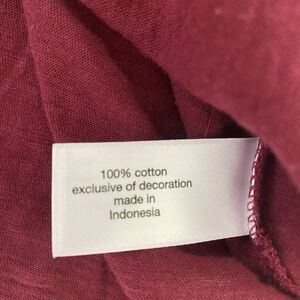 100% cotton
exclusive of decoration
made in
Indonesia